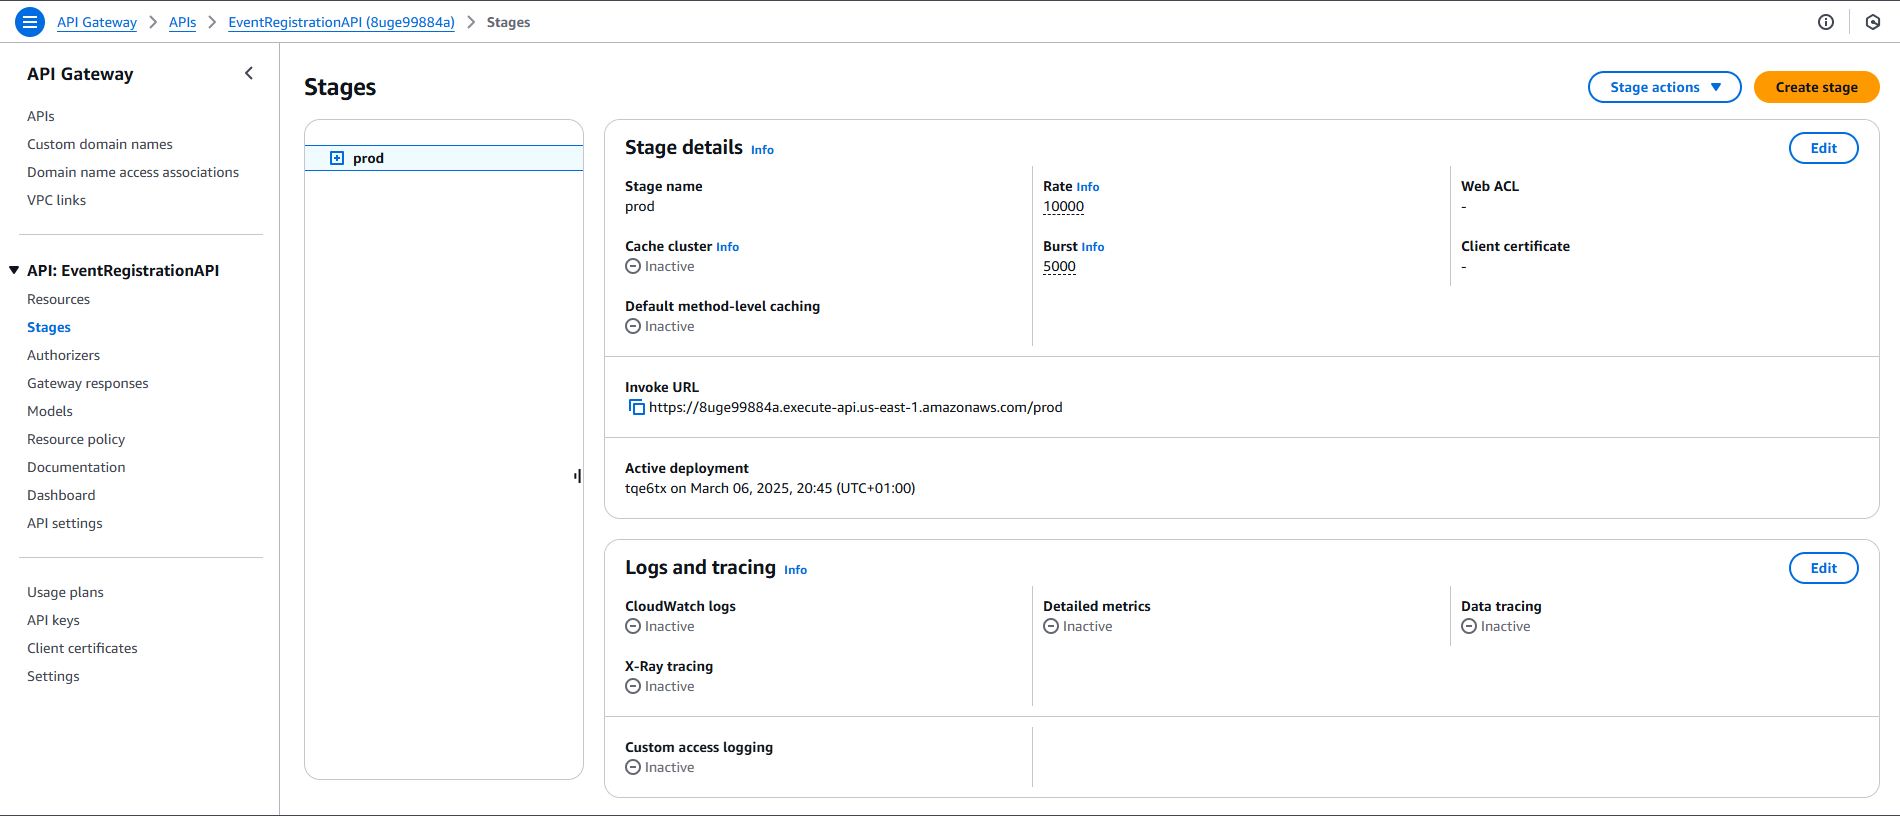 API Gateway > APIs > EventRegistrationAPI (8uge99884a) > Stages
API Gateway
APIs
Custom domain names
Domain name access associations
VPC links
API: EventRegistrationAPI
Resources
Stages
Authorizers
Gateway responses
Models
Resource policy
Documentation
Dashboard
API settings
Usage plans
API keys
Client certificates
Settings
Stages
Stage actions
Create stage
prod
Stage details Info
Edit
Stage name
prod
Rate Info
10000
Web ACL
-
Cache cluster Info
Inactive
Burst Info
5000
Client certificate
-
Default method-level caching
Inactive
Invoke URL
https://8uge99884a.execute-api.us-east-1.amazonaws.com/prod
Active deployment
tqe6tx on March 06, 2025, 20:45 (UTC+01:00)
Logs and tracing Info
Edit
CloudWatch logs
Inactive
Detailed metrics
Inactive
Data tracing
Inactive
X-Ray tracing
Inactive
Custom access logging
Inactive